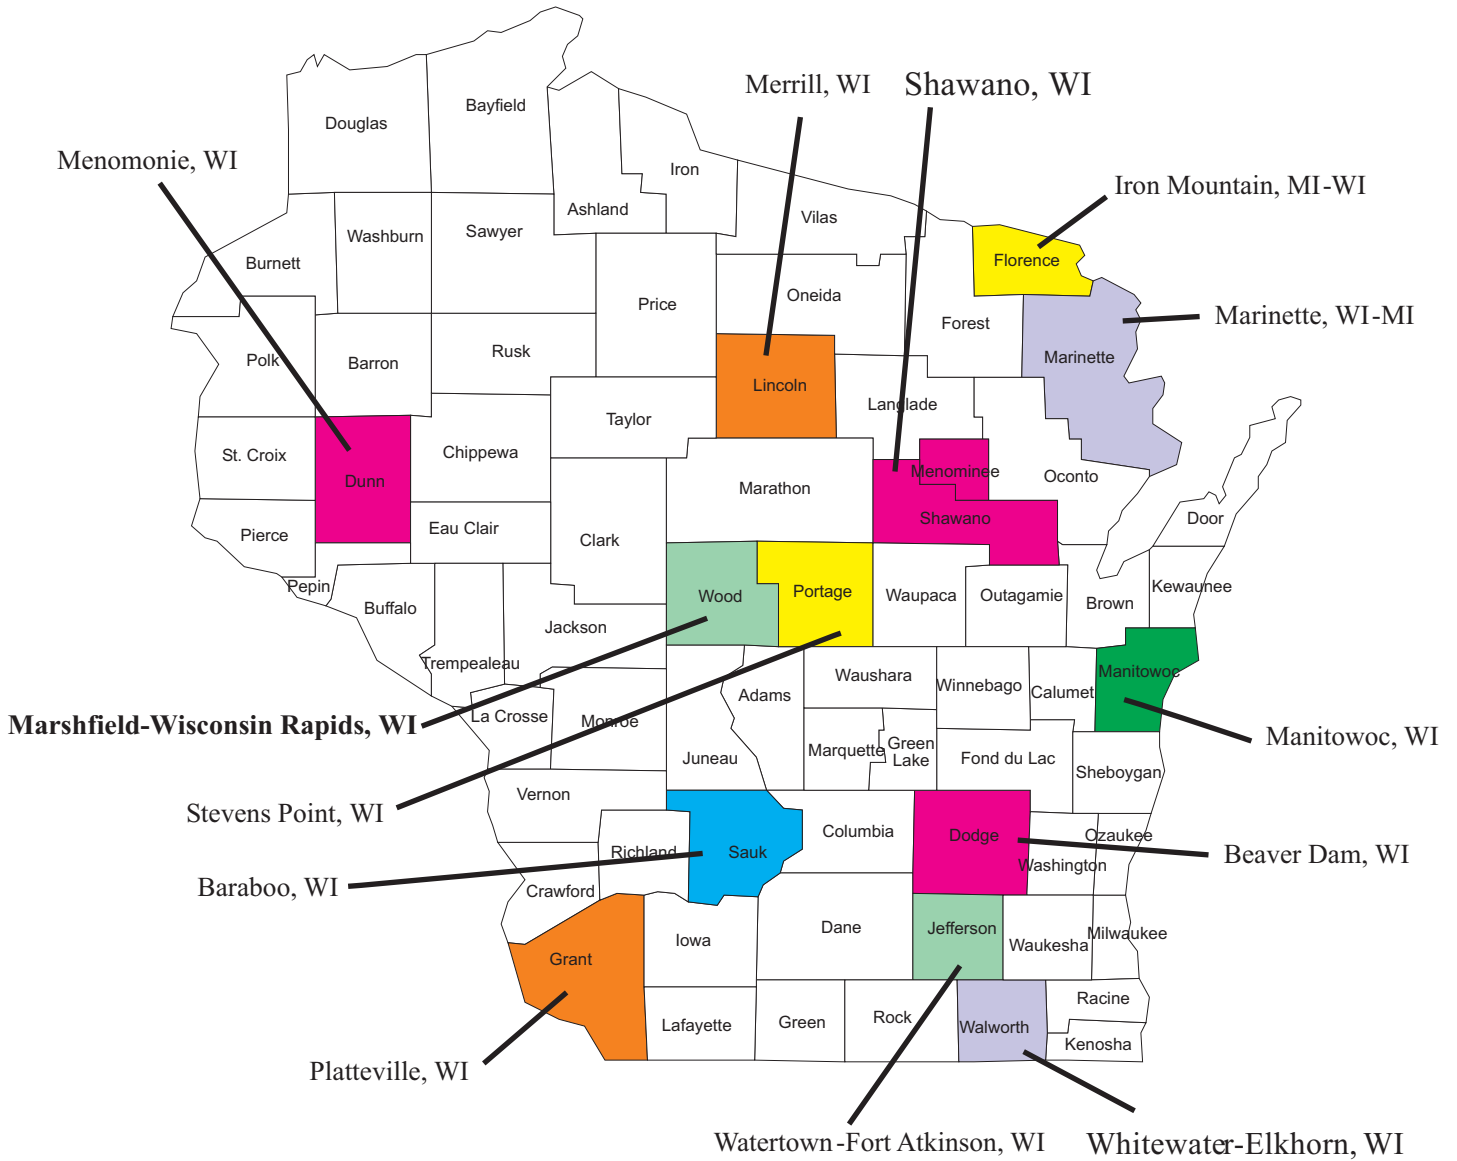 Merrill, WI
Shawano, WI
Bayfield
Douglas
Menomonie, WI
Iron
Iron Mountain, MI-WI
Ashland
Vilas
Washburn
Sawyer
Burnett
Florence
Price
Oneida
Forest
Marinette, WI-MI
Polk
Barron
Rusk
Marinette
Lincoln
Langlade
Taylor
St. Croix
Chippewa
Dunn
Menominee
Oconto
Marathon
Shawano
Door
Pierce
Eau Clair
Clark
Pepin
Buffalo
Wood
Portage
Waupaca
Outagamie
Brown
Kewaunee
Jackson
Trempealeau
Waushara
Winnebago
Calumet
Manitowoc
Adams
Marshfield-Wisconsin Rapids, WI
La Crosse
Monroe
Juneau
Marquette
Green
Lake
Fond du Lac
Sheboygan
Manitowoc, WI
Vernon
Stevens Point, WI
Richland
Sauk
Columbia
Dodge
Ozaukee
Washington
Beaver Dam, WI
Baraboo, WI
Crawford
Grant
Iowa
Dane
Jefferson
Waukesha
Milwaukee
Lafayette
Green
Rock
Walworth
Racine
Kenosha
Platteville, WI
Watertown-Fort Atkinson, WI
Whitewater-Elkhorn, WI